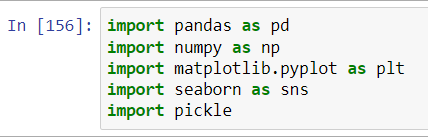 In [156]: import pandas as pd
import numpy as np
import matplotlib.pyplot as plt
import seaborn as sns
import pickle